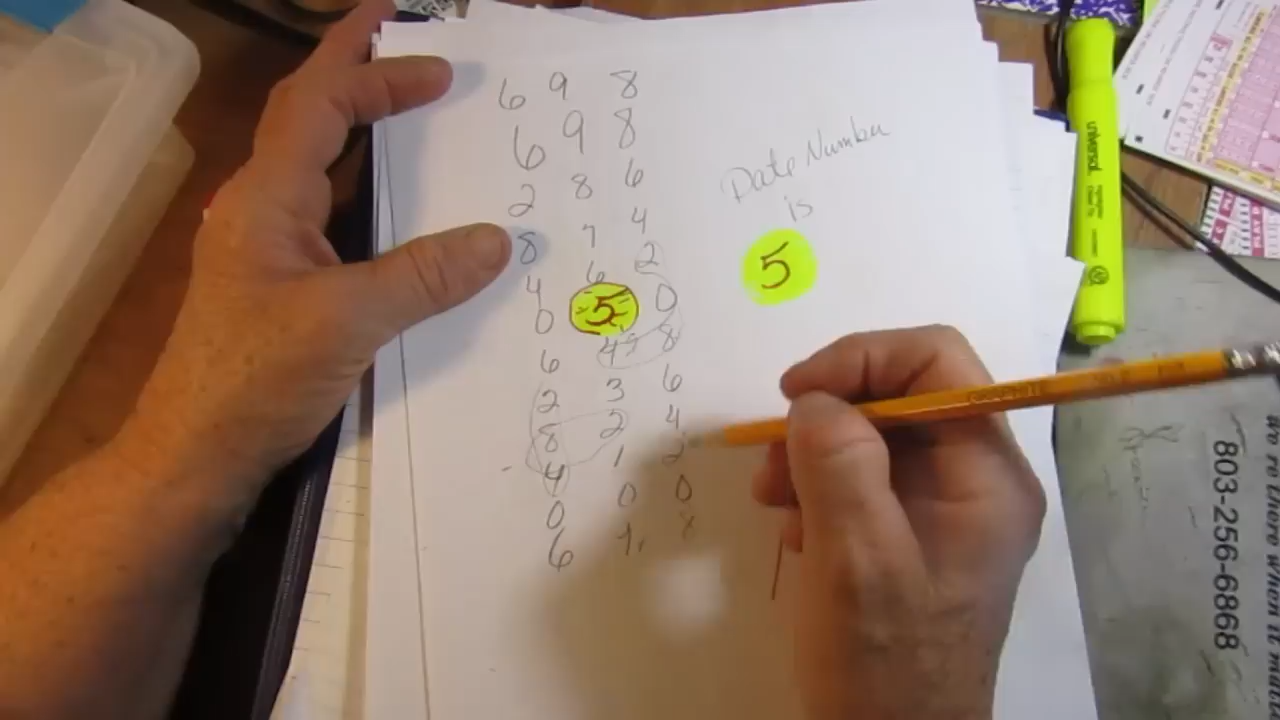 6 9 8
6 9 8
2 8 6
8 7 4
4 6 2
0 5 0
6 4 8
2 3 6
8 2 4
4 1 2
0 0 0
6 1 8
Date Number
is
5
universal
803-256-6868